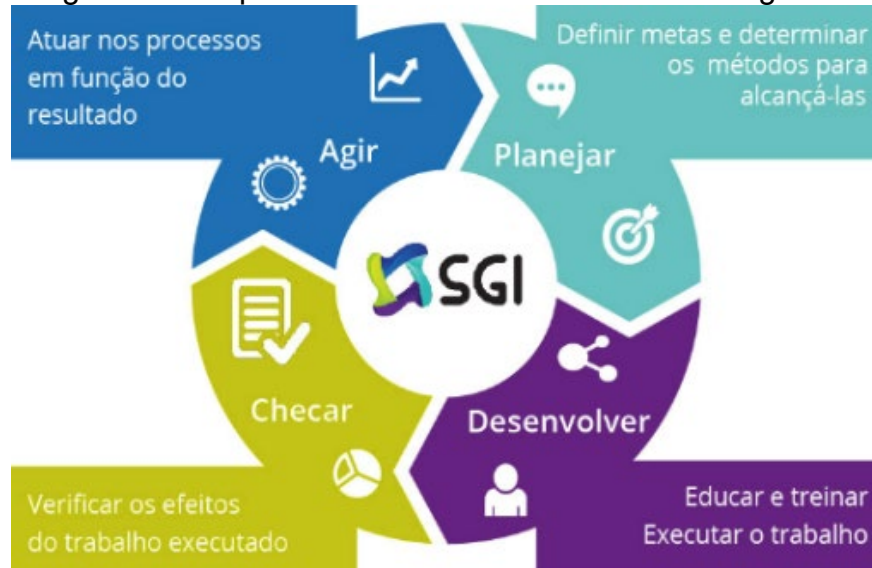 Atuar nos processos
em função do
resultado
Definir metas e determinar
os métodos para
alcançá-las
Agir
Planejar
SGI
Checar
Desenvolver
Verificar os efeitos
do trabalho executado
Educar e treinar
Executar o trabalho